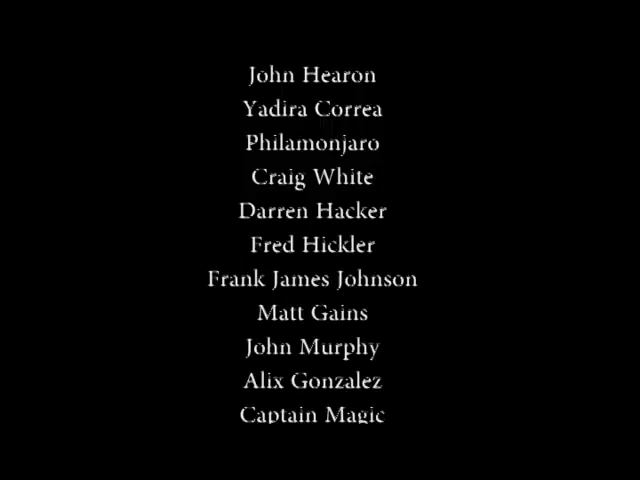 John Hearon
Yadira Correa
Philamonjaro
Craig White
Darren Hacker
Fred Hickler
Frank James Johnson
Matt Gains
John Murphy
Alix Gonzalez
Captain Magic